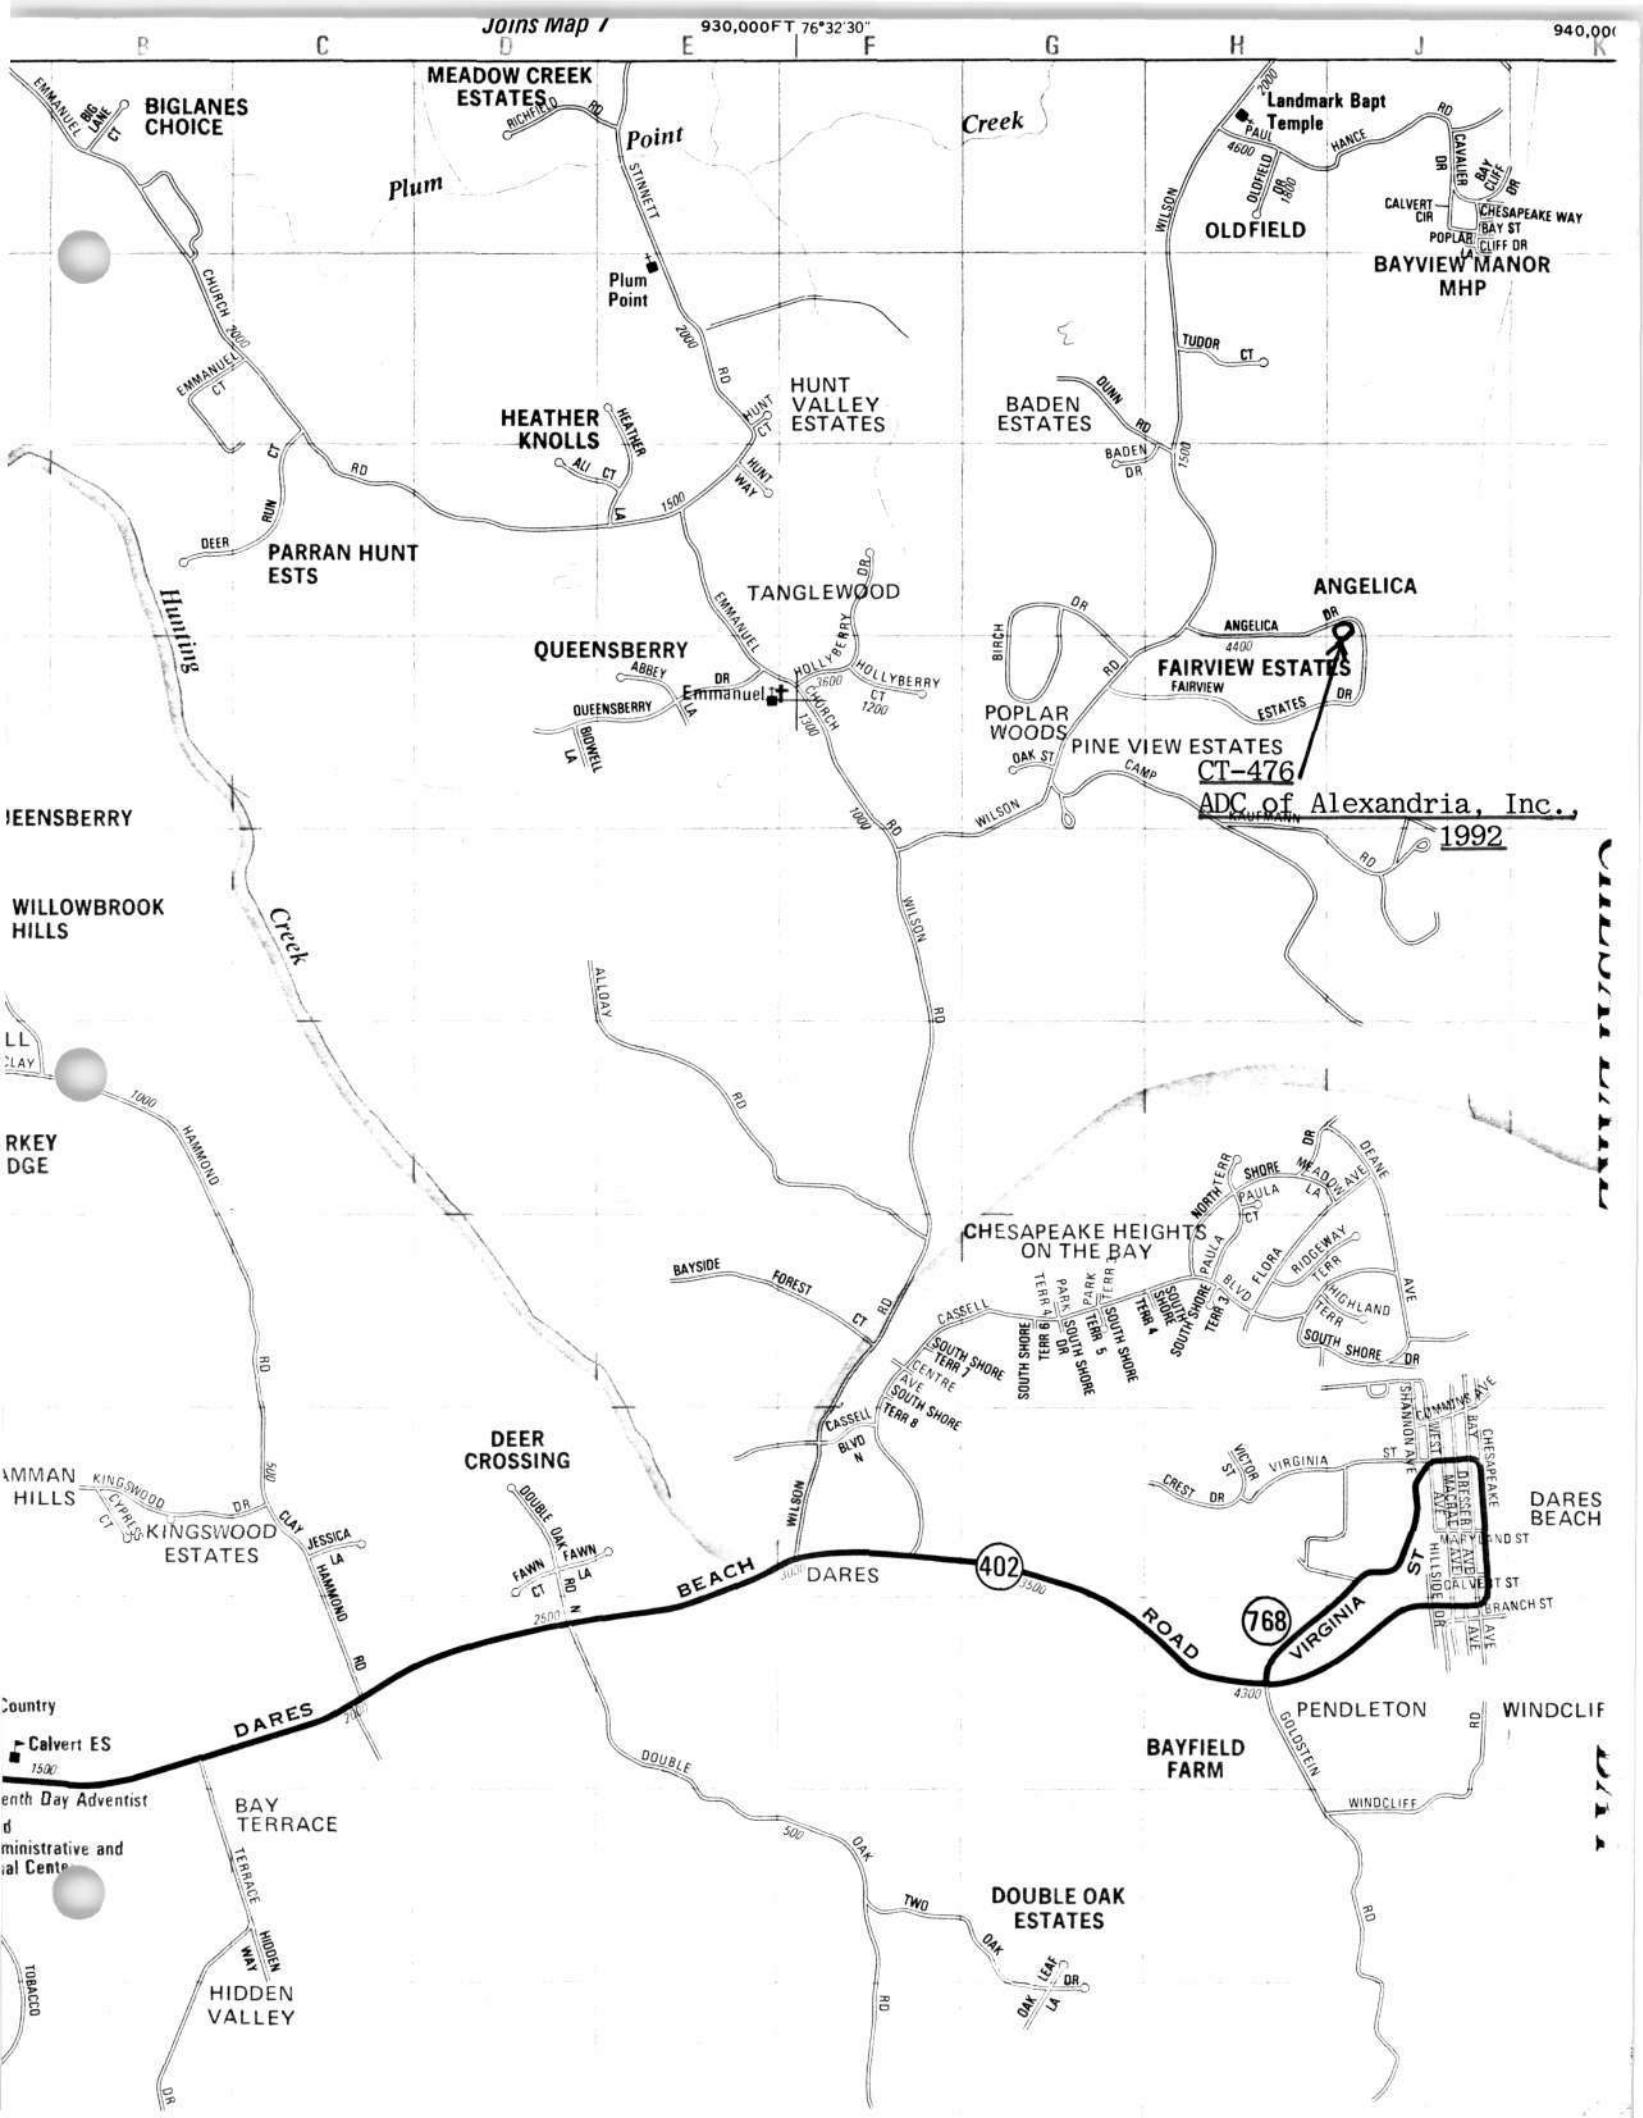 Joins Map 7
930,000FT 76°32'30"
940,00
B
C
D
E
F
G
H
J
K
EMMANUEL
BIG
LANE
CT
BIGLANES
CHOICE
MEADOW CREEK
ESTATES
RICHFIELD
RD
Point
Plum
Creek
STINNETT
Plum
Point
2000
RD
2000
Landmark Bapt
Temple
PAUL
4600
HANCE
RD
OLDFIELD
DR
1800
OLDFIELD
WILSON
CAVALIER
DR
BAY
CLIFF
DR
CALVERT
CIR
CHESAPEAKE WAY
BAY ST
POPLAR
LA
CLIFF DR
BAYVIEW MANOR
MHP
CHURCH
2000
EMMANUEL
CT
TUDOR
CT
HUNT
VALLEY
ESTATES
HUNT
CT
HUNT
WAY
HEATHER
KNOLLS
HEATHER
ALI CT
LA
1500
BADEN
ESTATES
DUNN
RD
BADEN
DR
1500
RD
CT
RUN
DEER
PARRAN HUNT
ESTS
Hunting
Creek
TANGLEWOOD
DR
EMMANUEL
HOLLYBERRY
3600
HOLLYBERRY
CT
1200
CHURCH
1300
QUEENSBERRY
ABBEY
DR
LA
Emmanuel
QUEENSBERRY
BIDWELL
LA
1000
RD
ANGELICA
DR
ANGELICA
4400
FAIRVIEW ESTATES
FAIRVIEW
ESTATES
DR
BIRCH
DR
RD
POPLAR
WOODS
PINE VIEW ESTATES
OAK ST
CAMP
WILSON
KAUFMANN
RD
CT-476
ADC of Alexandria, Inc.,
1992
EENSBERRY
WILLOWBROOK
HILLS
LL
CLAY
1000
RKEY
DGE
HAMMOND
RD
500
WILSON
RD
ALLDAY
RD
BAYSIDE
FOREST
CT
RD
CHESAPEAKE HEIGHTS
ON THE BAY
CASSELL
SOUTH SHORE
TERR 7
CENTRE
AVE
SOUTH SHORE
TERR 8
CASSELL
BLVD
N
PARK
TERR 4
PARK
TERR 3
SOUTH SHORE
TERR 6
DR
SOUTH SHORE
TERR 5
SOUTH SHORE
TERR 4
SOUTH
SHORE
SOUTH SHORE
TERR 3
NORTH
TERR
SHORE
DR
PAULA
CT
PAULA
BLVD
MEADOW
LA
AVE
DEANE
AVE
FLORA
RIDGEWAY
TERR
HIGHLAND
TERR
SOUTH SHORE
DR
SHANNON AVE
CUMMINS AVE
WEST
BAY
CHESAPEAKE
VICTOR
ST
VIRGINIA
ST
CREST
DR
DRESSER
MACRAE
AVE
MARYLAND ST
CALVERT ST
HILLSIDE DR
BRANCH ST
AVE
AVE
DARES
BEACH
AMMAN
HILLS
KINGSWOOD
DR
CT
KINGSWOOD
ESTATES
CLAY
JESSICA
LA
HAMMOND
RD
2000
DEER
CROSSING
DOUBLE OAK
RD
N
FAWN
CT
FAWN
LA
2500
WILSON
BEACH
3000
DARES
402
3500
ROAD
768
VIRGINIA
ST
4300
PENDLETON
WINDCLIF
GOLDSTEIN
RD
WINDCLIFF
RD
BAYFIELD
FARM
Country
Calvert ES
1500
DARES
enth Day Adventist
d
ministrative and
ial Cente
BAY
TERRACE
TERRACE
HIDDEN
WAY
HIDDEN
VALLEY
TOBACCO
DR
DOUBLE
500
OAK
RD
TWO
OAK
DOUBLE OAK
ESTATES
LEAF
DR
OAK
LA